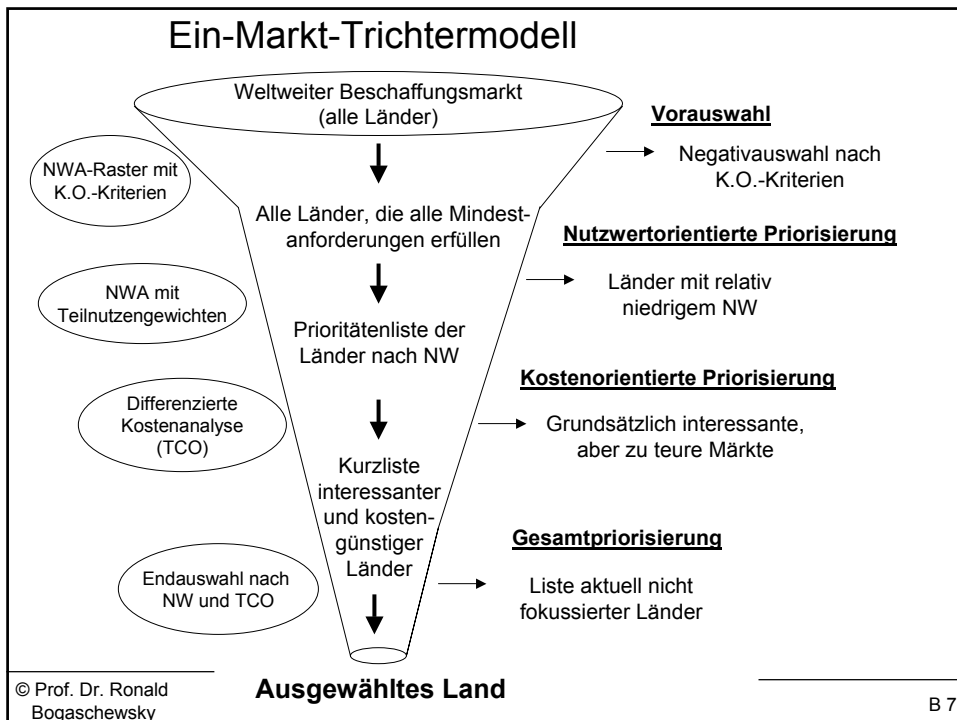 Ein-Markt-Trichtermodell
Weltweiter Beschaffungsmarkt
(alle Länder)
Vorauswahl
NWA-Raster mit
K.O.-Kriterien
Negativauswahl nach
K.O.-Kriterien
Alle Länder, die alle Mindest-
anforderungen erfüllen
Nutzwertorientierte Priorisierung
NWA mit
Teilnutzengewichten
Länder mit relativ
niedrigem NW
Prioritätenliste der
Länder nach NW
Kostenorientierte Priorisierung
Differenzierte
Kostenanalyse
(TCO)
Grundsätzlich interessante,
aber zu teure Märkte
Kurzliste
interessanter
und kosten-
günstiger
Länder
Gesamtpriorisierung
Endauswahl nach
NW und TCO
Liste aktuell nicht
fokussierter Länder
Ausgewähltes Land
© Prof. Dr. Ronald
Bogaschewsky
B 7